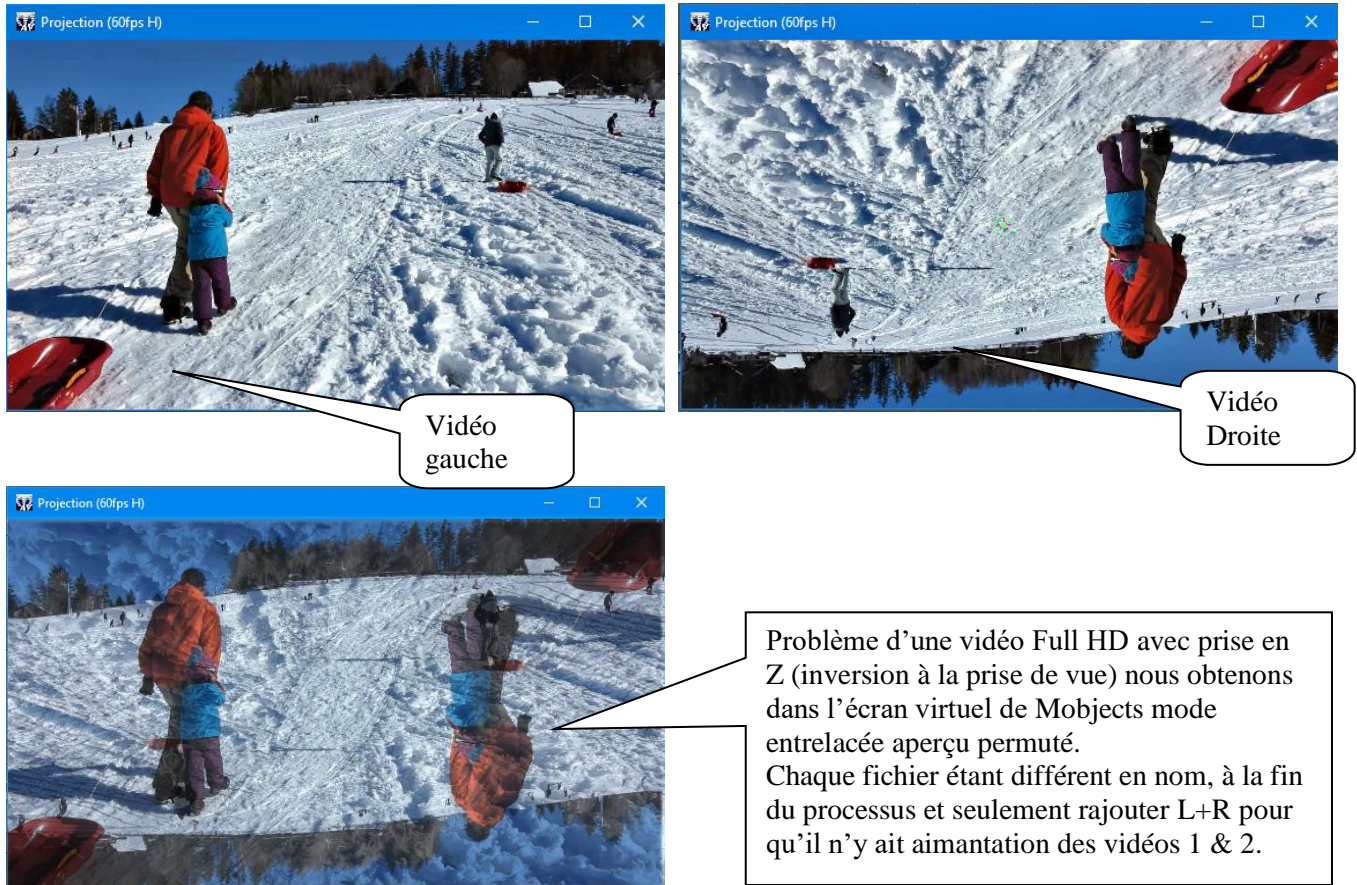 Projection (60fps H)
Projection (60fps H)
Vidéo
gauche
Vidéo
Droite
Projection (60fps H)
Problème d’une vidéo Full HD avec prise en
Z (inversion à la prise de vue) nous obtenons
dans l’écran virtuel de Mobjects mode
entrelacée aperçu permuté.
Chaque fichier étant différent en nom, à la fin
du processus et seulement rajouter L+R pour
qu’il n’y ait aimantation des vidéos 1 & 2.